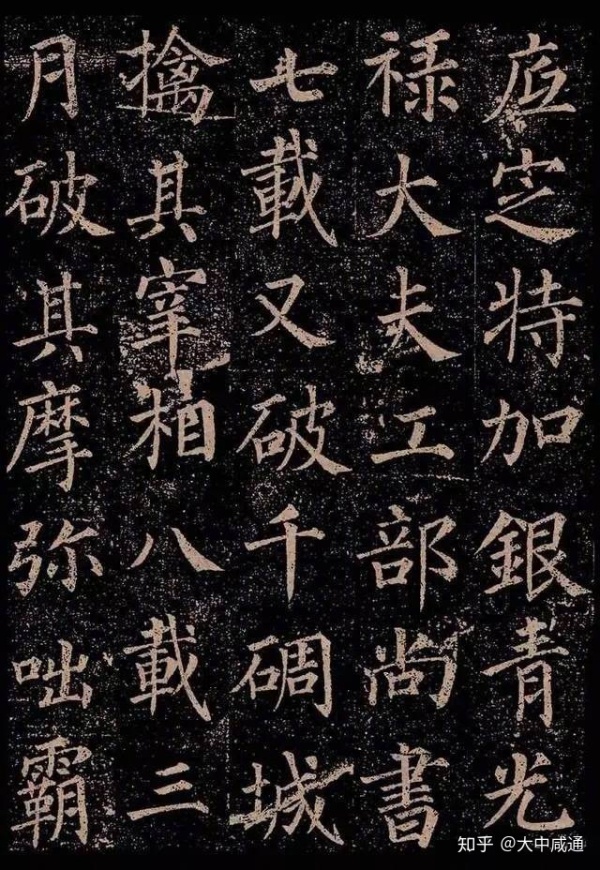 底定特加銀青光
祿大夫工部尚書
七載又破千碉城
擒其宰相八載三
月破其摩弥咄霸
知乎 @大中咸通